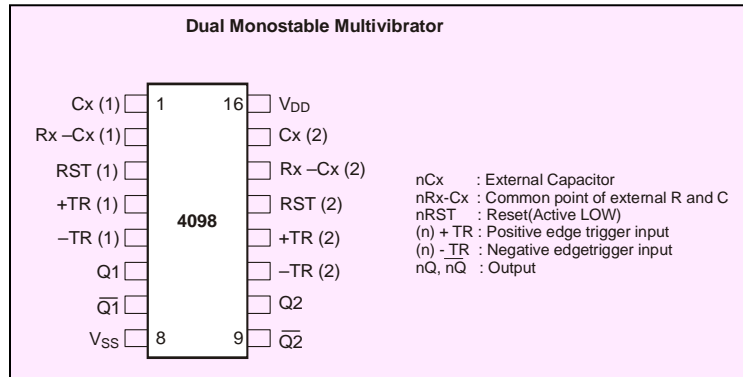 Dual Monostable Multivibrator
Cx (1)
1
16
VDD
Rx –Cx (1)
Cx (2)
RST (1)
Rx –Cx (2)
+TR (1)
RST (2)
4098
–TR (1)
+TR (2)
Q1
–TR (2)
Q1
Q2
VSS
8
9
Q2
nCx : External Capacitor
nRx-Cx : Common point of external R and C
nRST : Reset(Active LOW)
(n) + TR : Positive edge trigger input
(n) - TR : Negative edgetrigger input
nQ, nQ : Output